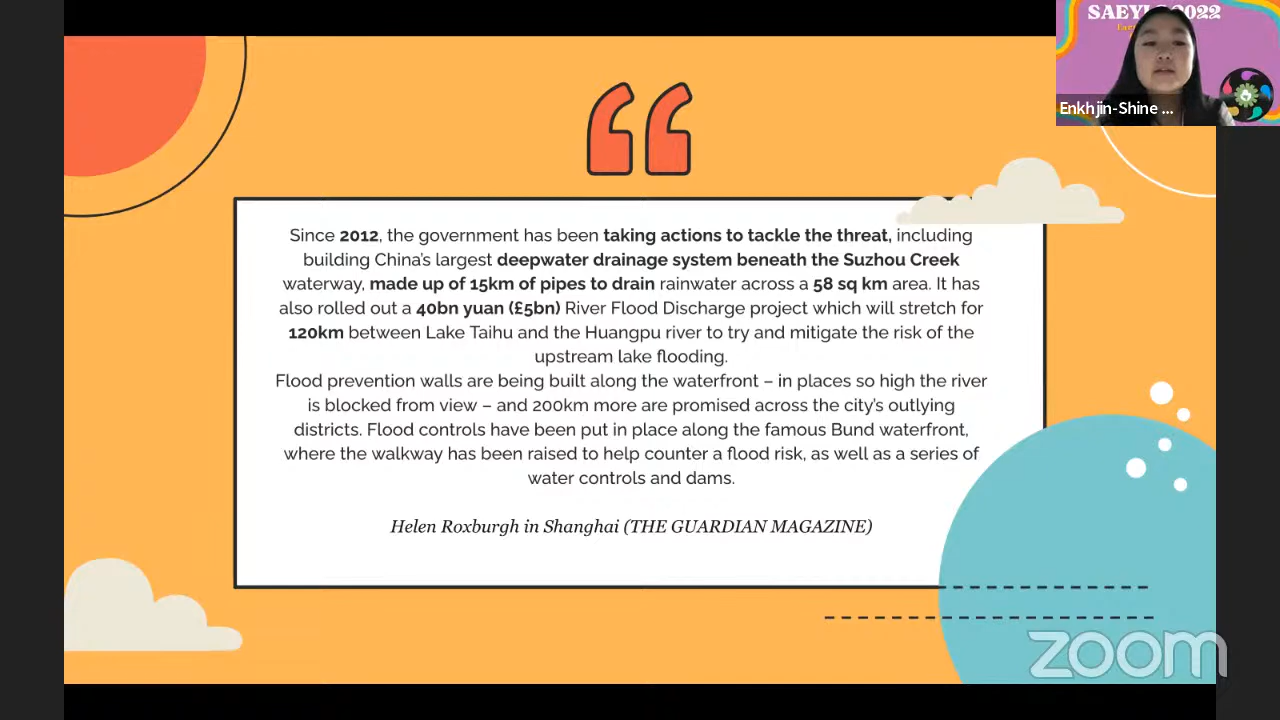 SAEYLC 2022
Enkhjin-Shine ...
Since 2012, the government has been taking actions to tackle the threat, including
building China's largest deepwater drainage system beneath the Suzhou Creek
waterway, made up of 15km of pipes to drain rainwater across a 58 sq km area. It has
also rolled out a 40bn yuan (£5bn) River Flood Discharge project which will stretch for
120km between Lake Taihu and the Huangpu river to try and mitigate the risk of the
upstream lake flooding.
Flood prevention walls are being built along the waterfront – in places so high the river
is blocked from view – and 200km more are promised across the city's outlying
districts. Flood controls have been put in place along the famous Bund waterfront,
where the walkway has been raised to help counter a flood risk, as well as a series of
water controls and dams.
Helen Roxburgh in Shanghai (THE GUARDIAN MAGAZINE)
zoom